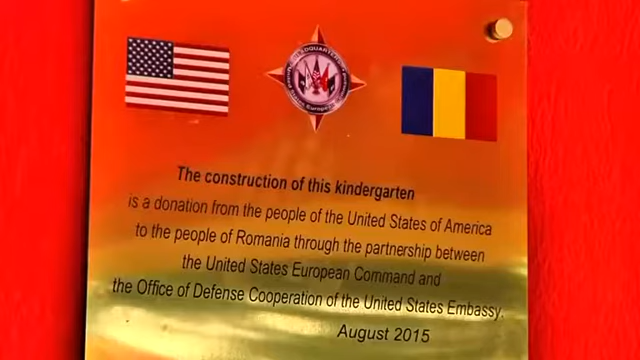 The construction of this kindergarten
is a donation from the people of the United States of America
to the people of Romania through the partnership between
the United States European Command and
the Office of Defense Cooperation of the United States Embassy.
August 2015